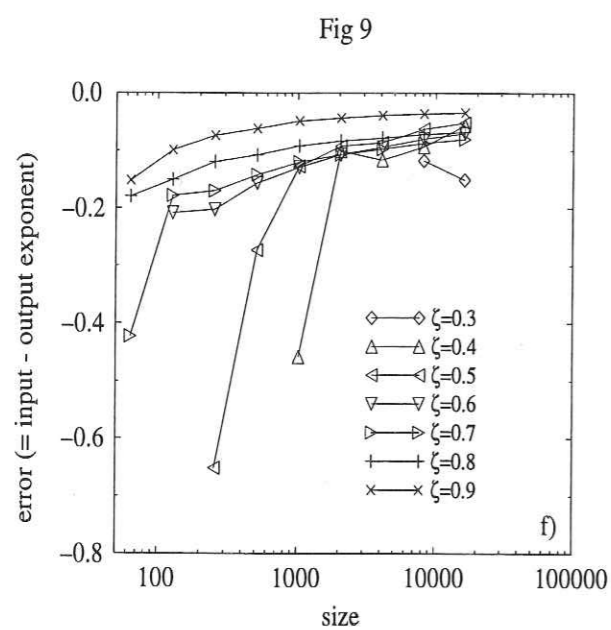 Fig 9
0.0
−0.2
−0.4
−0.6
−0.8
error (= input - output exponent)
ζ=0.3
ζ=0.4
ζ=0.5
ζ=0.6
ζ=0.7
ζ=0.8
ζ=0.9
f)
100 1000 10000 100000
size